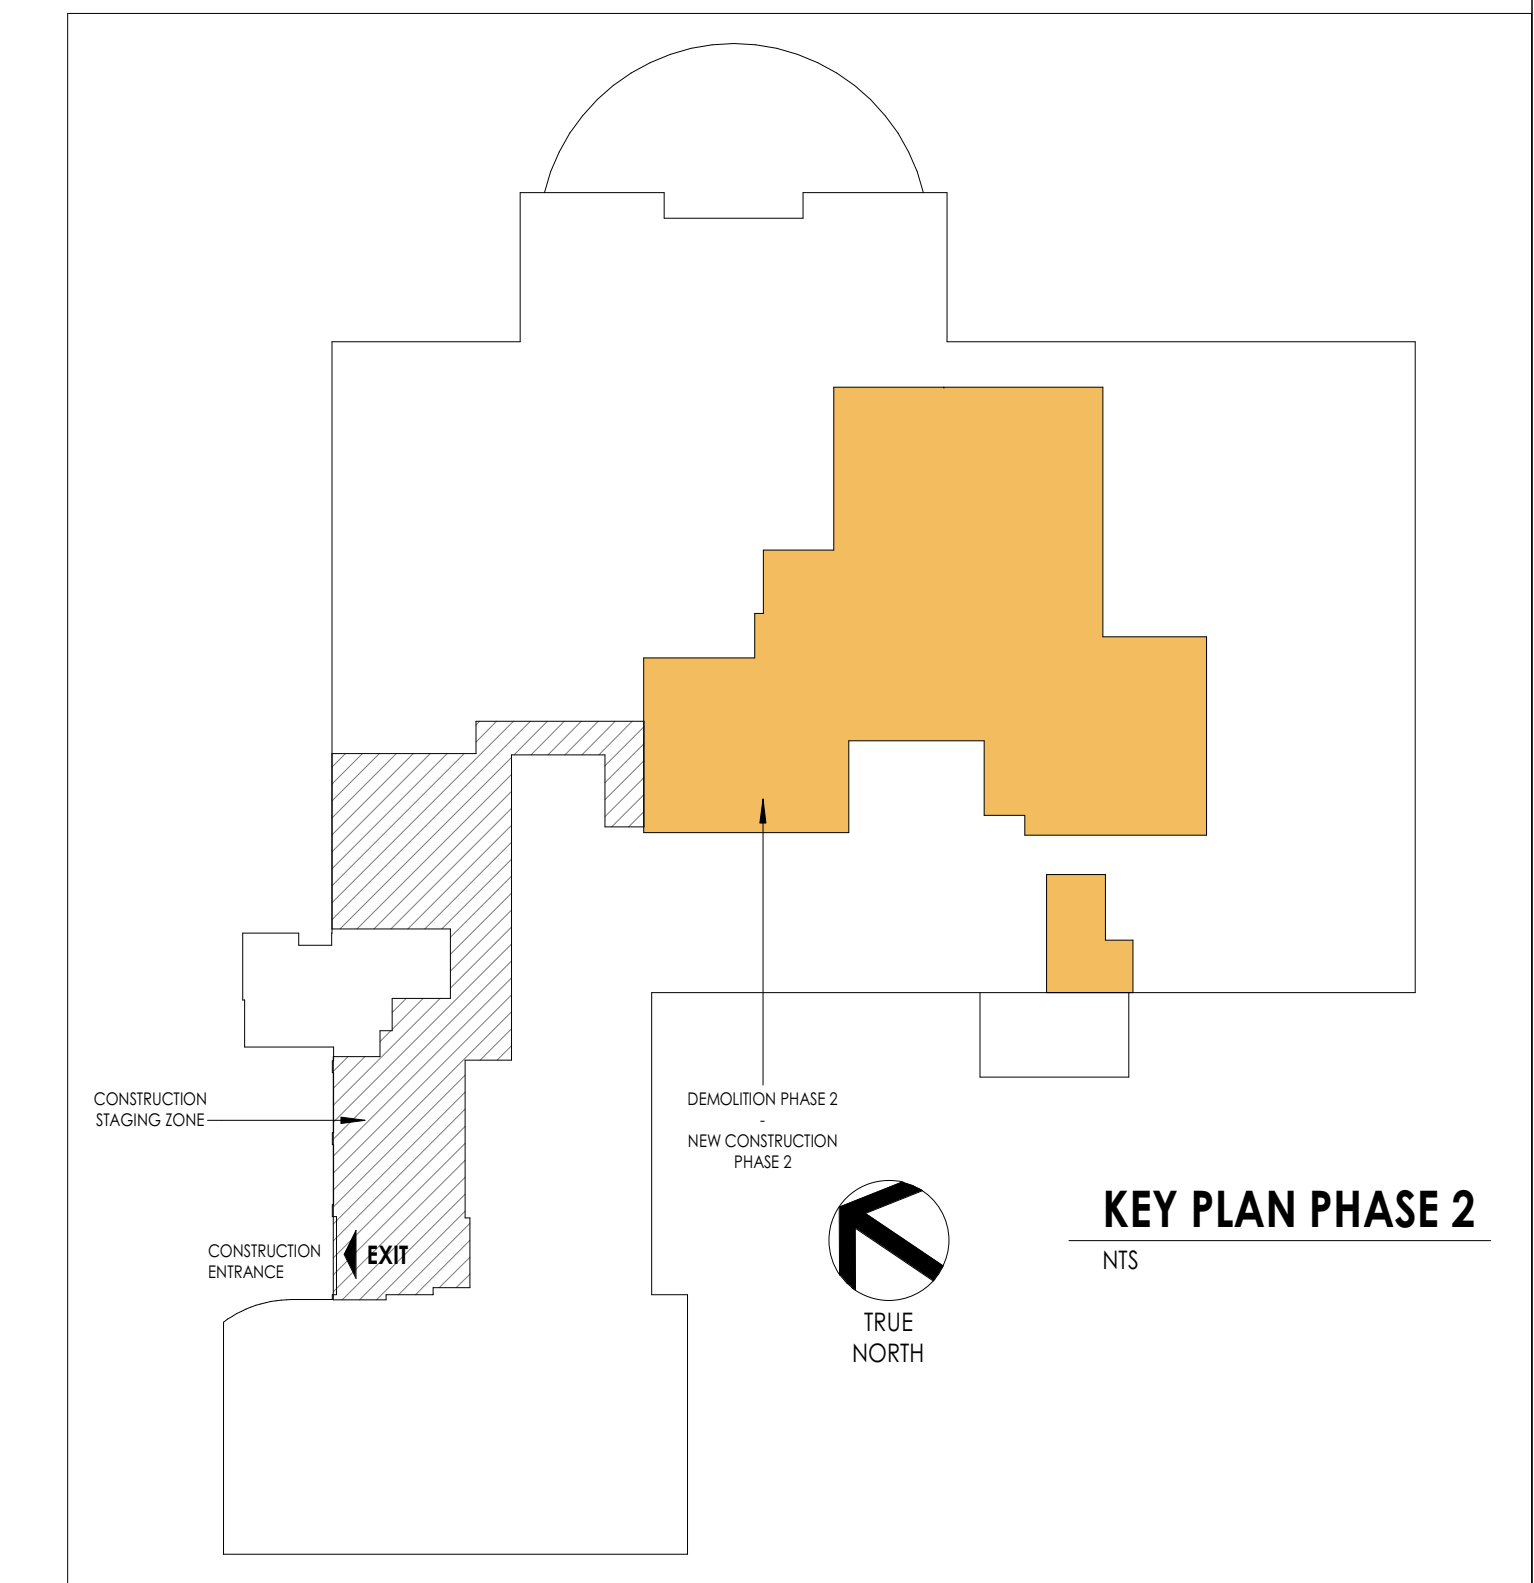 CONSTRUCTION
STAGING ZONE
DEMOLITION PHASE 2
-
NEW CONSTRUCTION
PHASE 2
CONSTRUCTION
ENTRANCE
EXIT
TRUE
NORTH
KEY PLAN PHASE 2
NTS